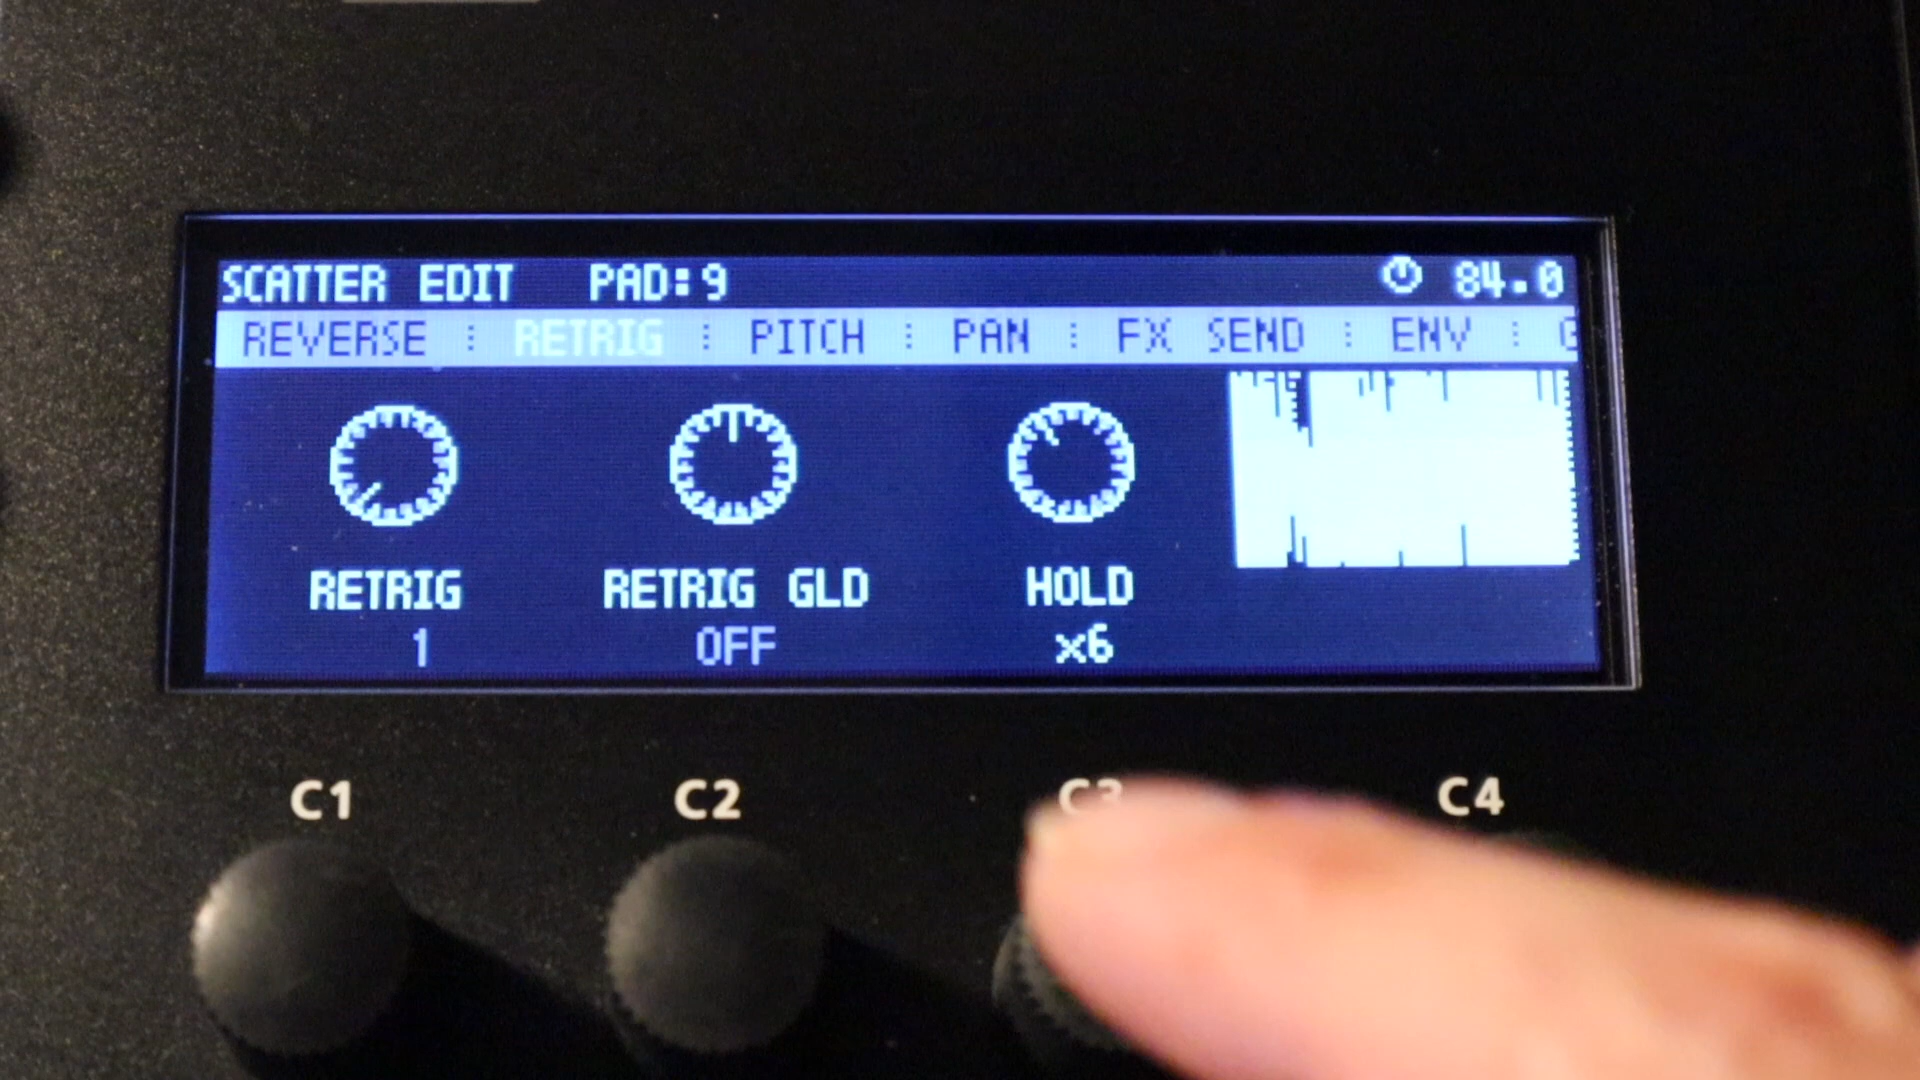 SCATTER EDIT PAD:9 84.0
REVERSE RETRIG PITCH PAN FX SEND ENV
RETRIG RETRIG GLD HOLD
1 OFF x6
C1 C2 C3 C4